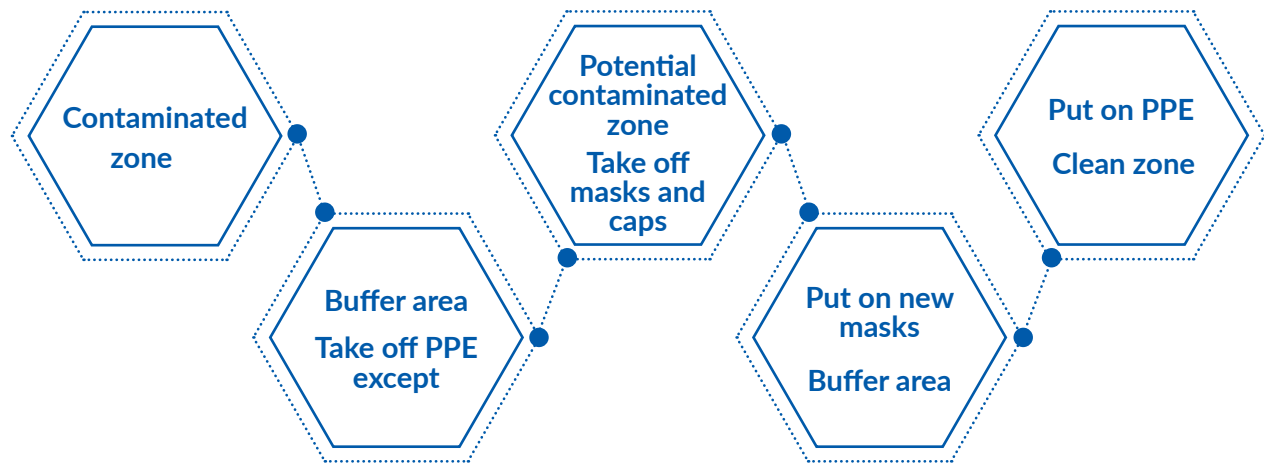 Contaminated
zone
Buffer area
Take off PPE
except
Potential
contaminated
zone
Take off
masks and
caps
Put on new
masks
Buffer area
Put on PPE
Clean zone